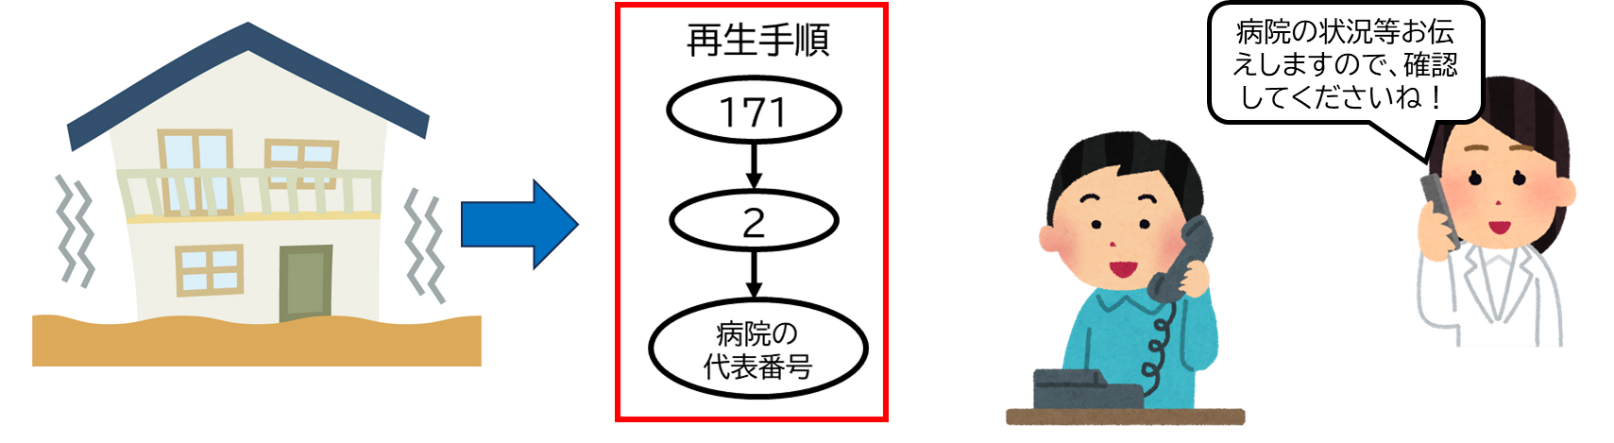 再生手順
171
2
病院の
代表番号
病院の状況等お伝
えしますので、確認
してくださいね！